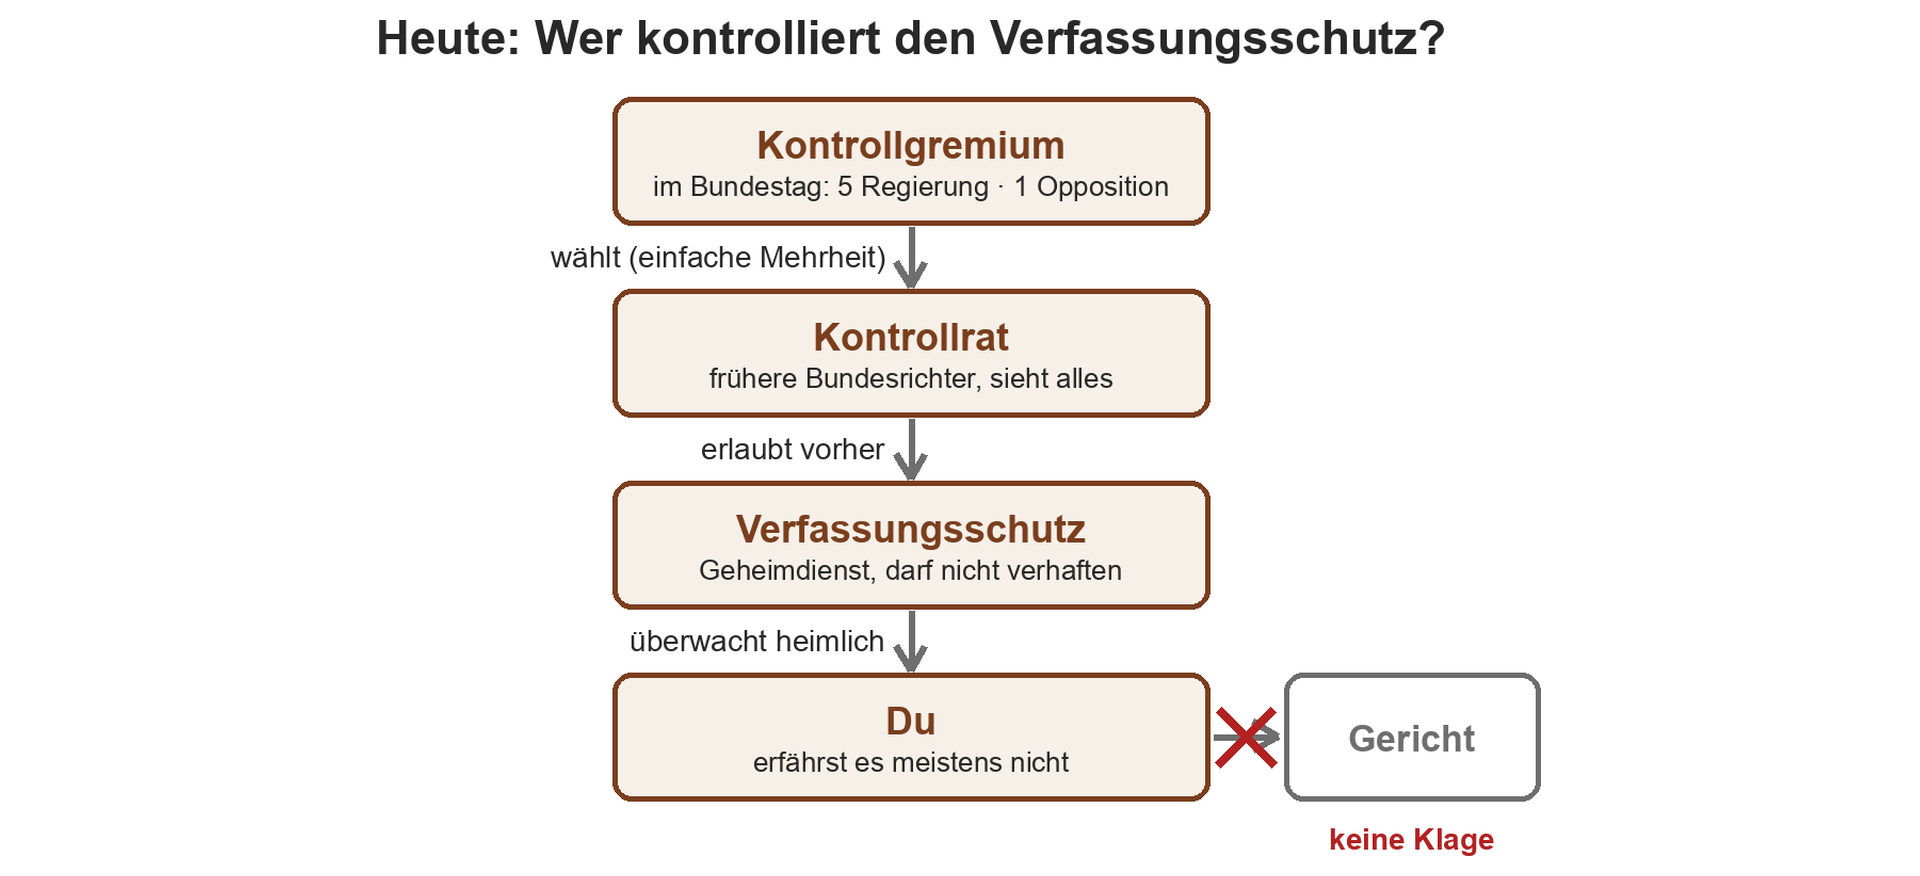 Heute: Wer kontrolliert den Verfassungsschutz?
Kontrollgremium
im Bundestag: 5 Regierung · 1 Opposition
wählt (einfache Mehrheit)
Kontrollrat
frühere Bundesrichter, sieht alles
erlaubt vorher
Verfassungsschutz
Geheimdienst, darf nicht verhaften
überwacht heimlich
Du
erfährst es meistens nicht
Gericht
keine Klage